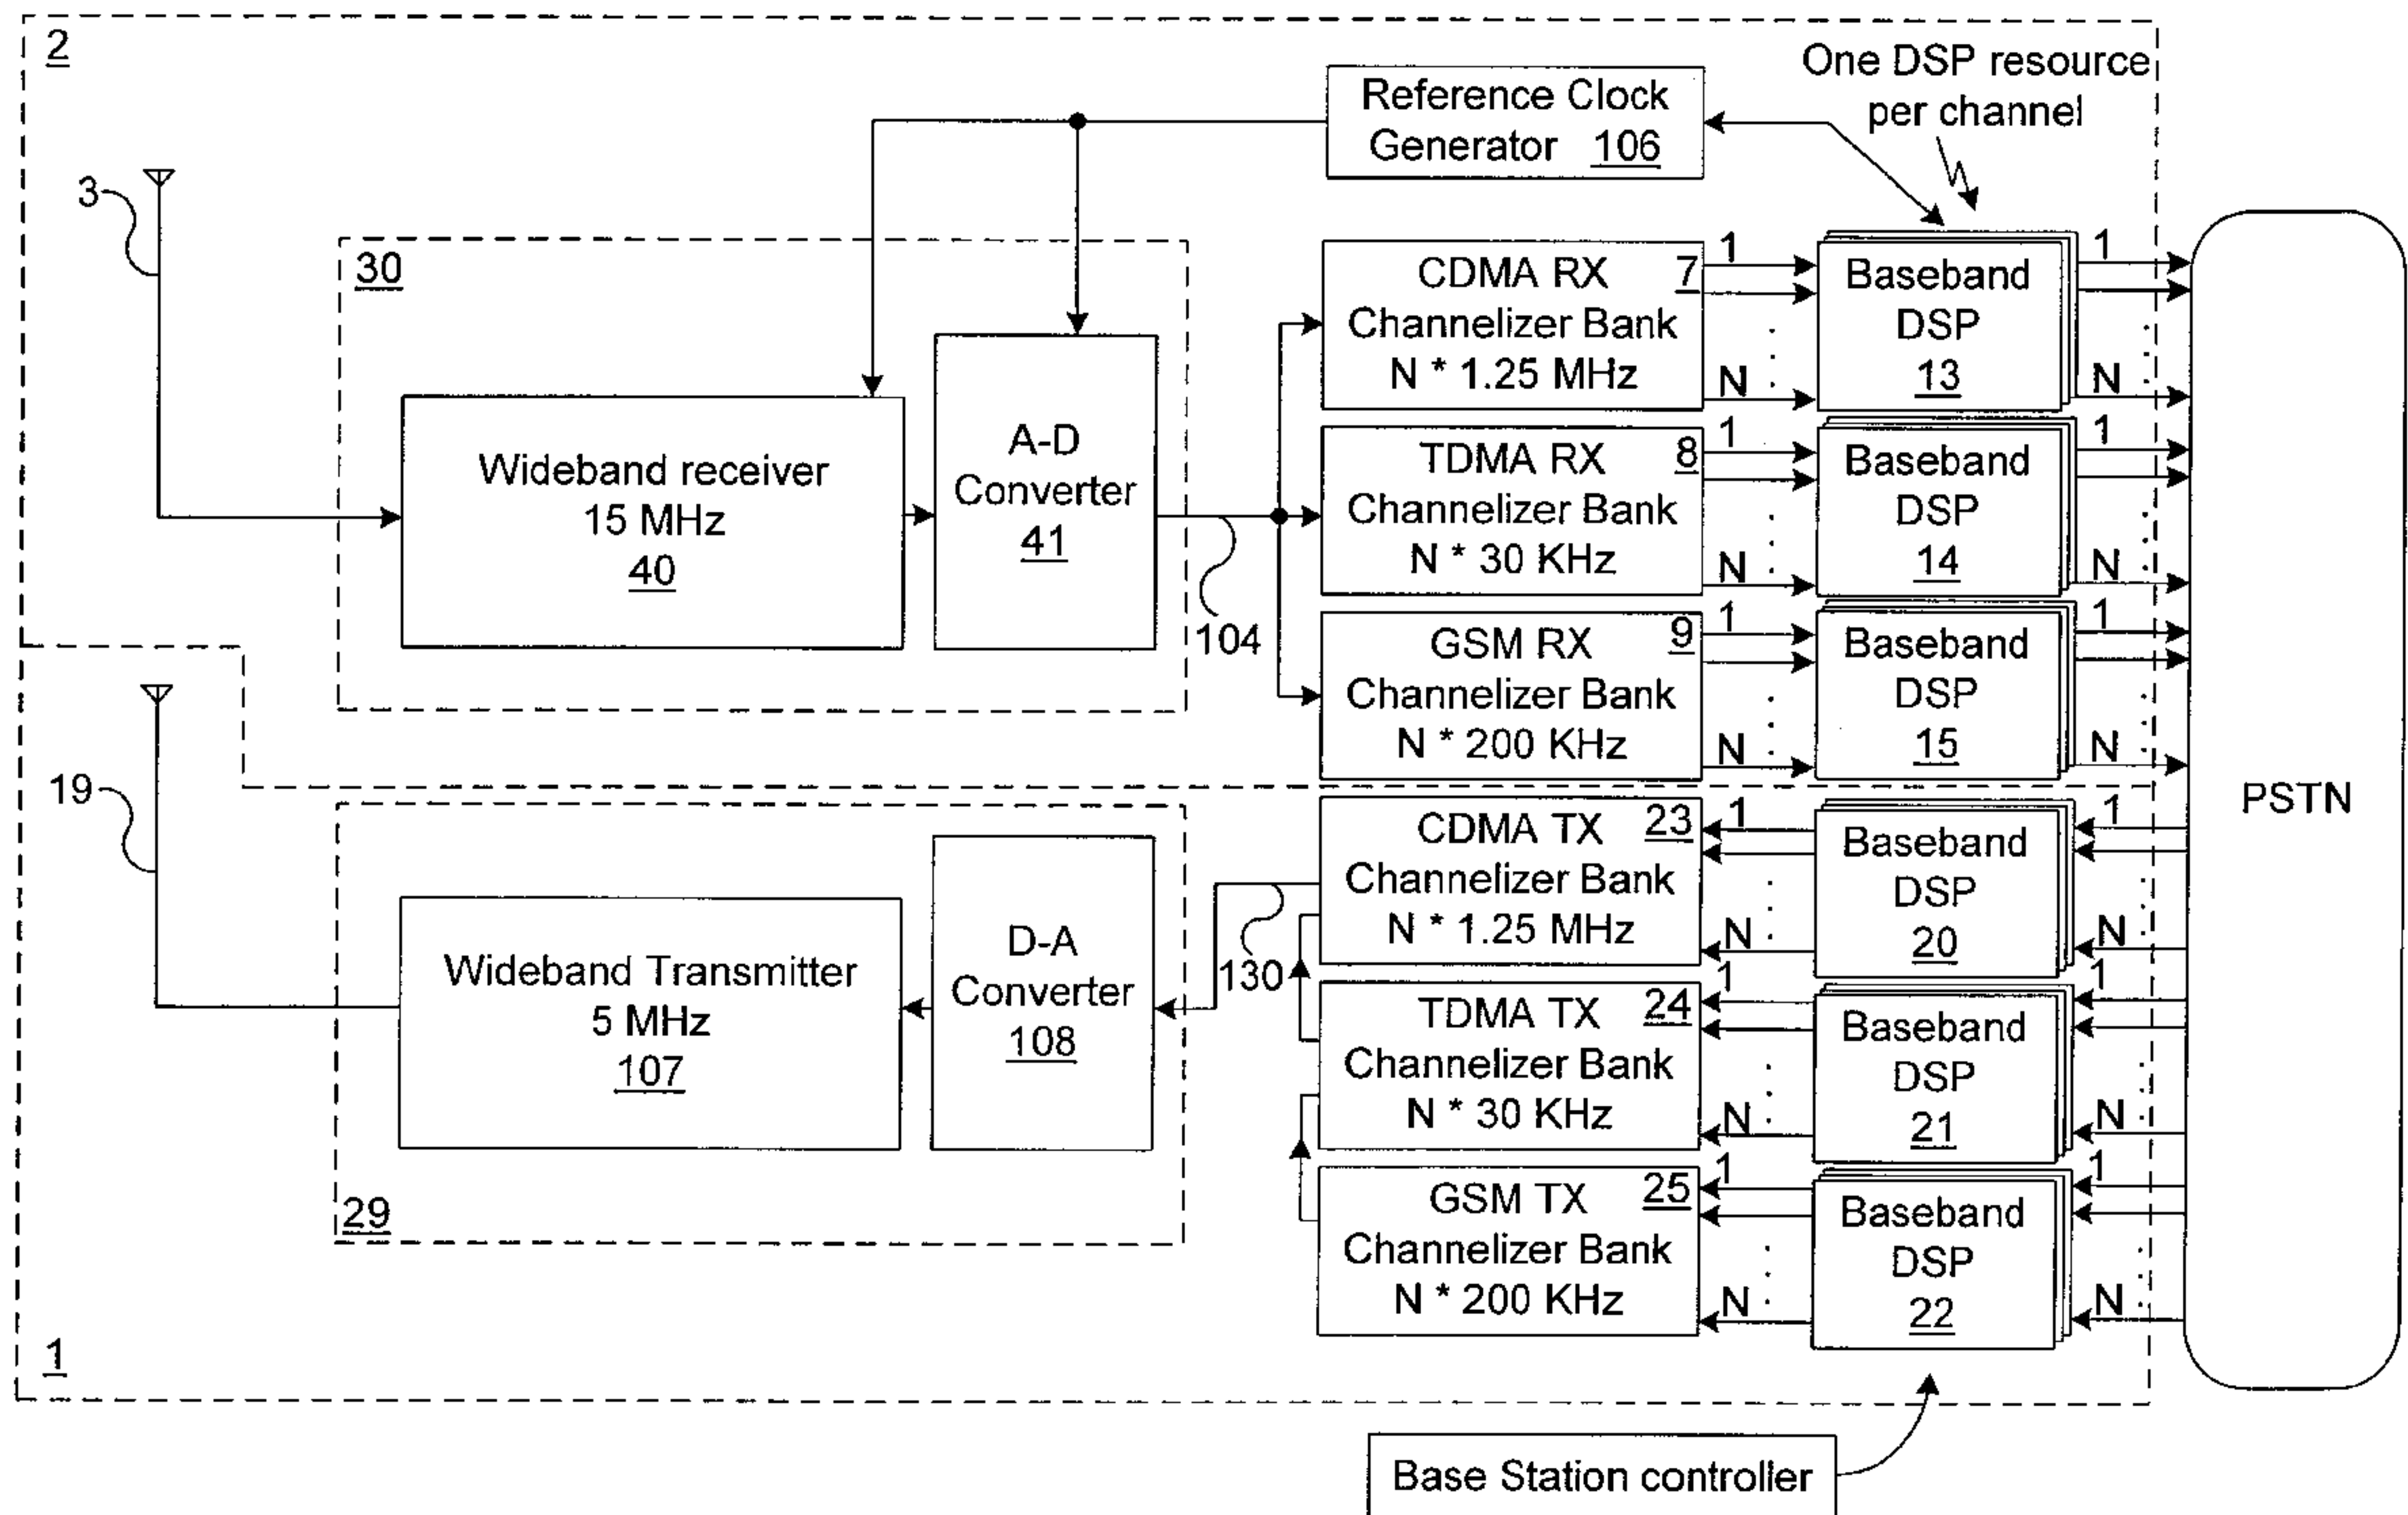 2
One DSP resource
per channel
Reference Clock
Generator 106
3
30
Wideband receiver
15 MHz
40
A-D
Converter
41
104
CDMA RX 7
Channelizer Bank
N * 1.25 MHz
1
N
Baseband
DSP
13
1
N
TDMA RX 8
Channelizer Bank
N * 30 KHz
1
N
Baseband
DSP
14
1
N
GSM RX 9
Channelizer Bank
N * 200 KHz
1
N
Baseband
DSP
15
1
N
PSTN
19
29
Wideband Transmitter
5 MHz
107
D-A
Converter
108
130
CDMA TX 23
Channelizer Bank
N * 1.25 MHz
1
N
Baseband
DSP
20
1
N
TDMA TX 24
Channelizer Bank
N * 30 KHz
1
N
Baseband
DSP
21
1
N
GSM TX 25
Channelizer Bank
N * 200 KHz
1
N
Baseband
DSP
22
1
N
1
Base Station controller